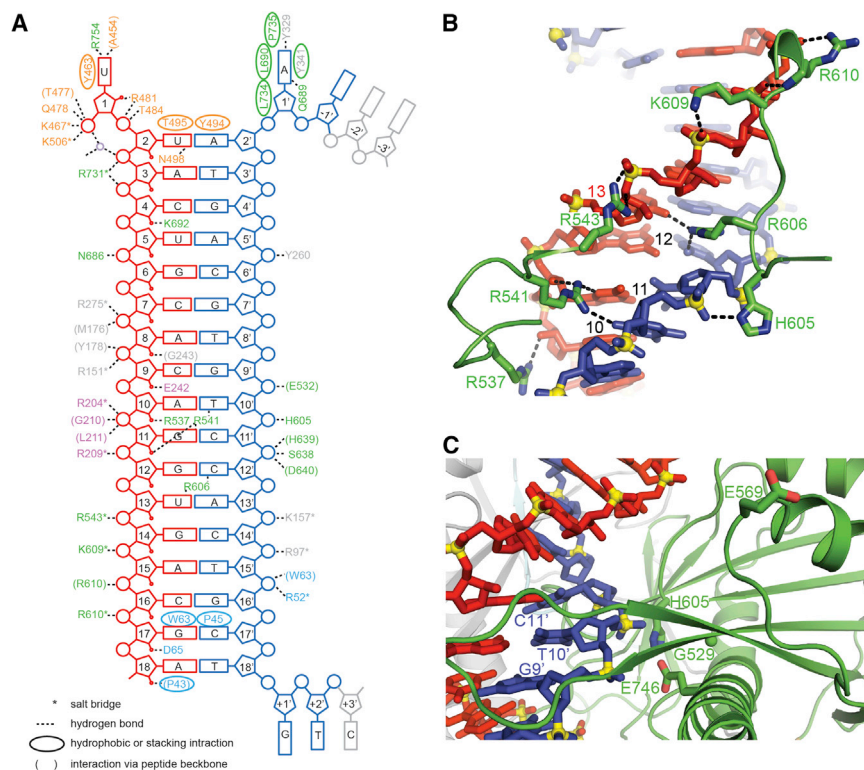 A
R754
(A454)
Y463
U
1
(T477)
Q478
K467*
K506*
R481
T484
P735
Y329
L690
Y341
A
L734
Q689
1'
-1'
-2'
-3'
T495 Y494
2 U A 2'
N498
R731*
3 A T 3'
4 C G 4'
K692
5 U A 5'
N686
Y260
6 G C 6'
7 C G 7'
R275*
(M176)
8 A T 8'
(Y178)
(G243)
R151*
9 C G 9'
E242
(E532)
R204*
10 A T 10'
(G210)
R537 R541
H605
(L211)
11 G C 11'
(H639)
R209*
S638
12 G C 12'
(D640)
R606
13 U A 13'
R543*
K157*
14 G C 14'
K609*
R97*
15 A T 15'
(R610)
(W63)
16 C G 16'
R52*
R610*
W63 P45
17 G C 17'
D65
18 A T 18'
(P43)
+1' +2' +3'
G T C
* salt bridge
hydrogen bond
hydrophobic or stacking intraction
( ) interaction via peptide backbone
B
R610
K609
13
R543
12
R606
R541
11
10
H605
R537
C
E569
H605
C11'
T10'
G529
G9'
E746